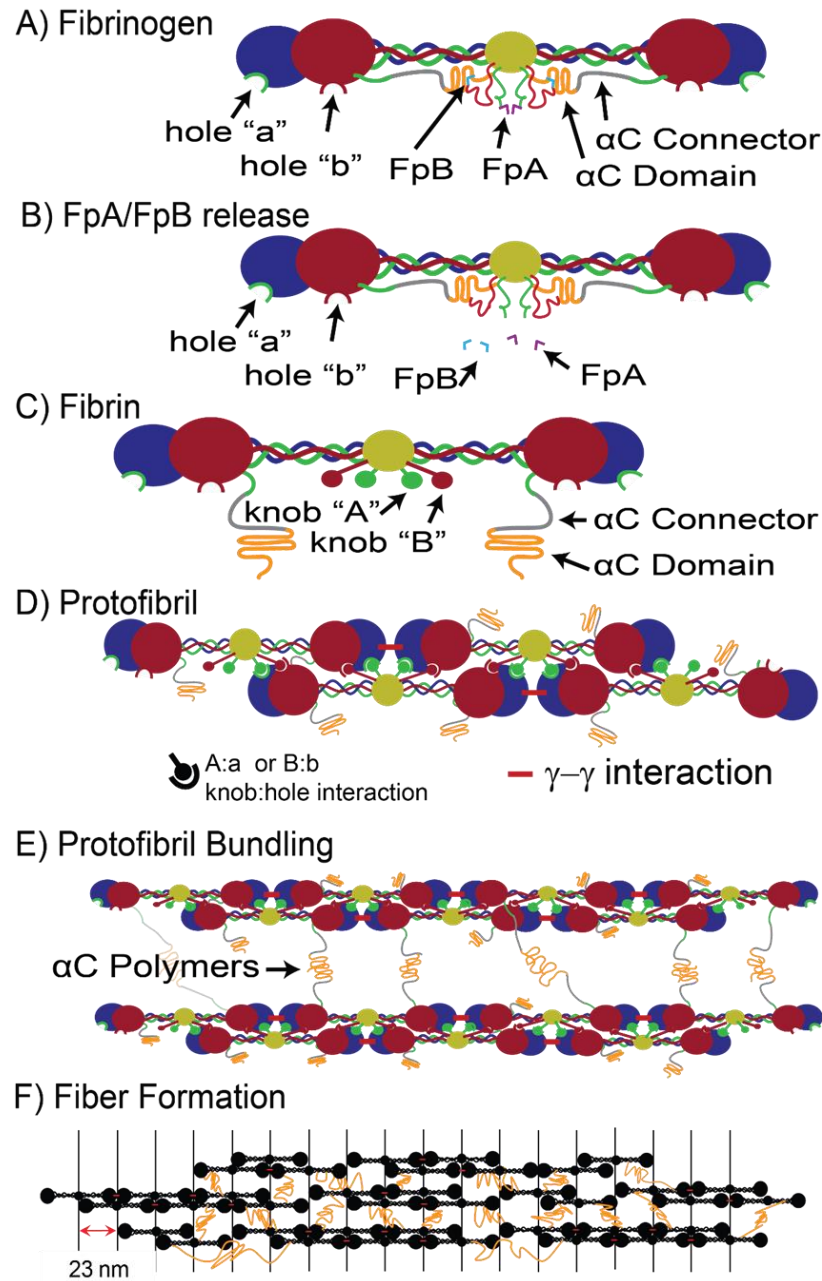 A) Fibrinogen
hole “a”
hole “b”
FpB
FpA
αC Connector
αC Domain
B) FpA/FpB release
hole “a”
hole “b”
FpB
FpA
C) Fibrin
knob “A”
knob “B”
αC Connector
αC Domain
D) Protofibril
A:a or B:b
knob:hole interaction
γ–γ interaction
E) Protofibril Bundling
αC Polymers
F) Fiber Formation
23 nm